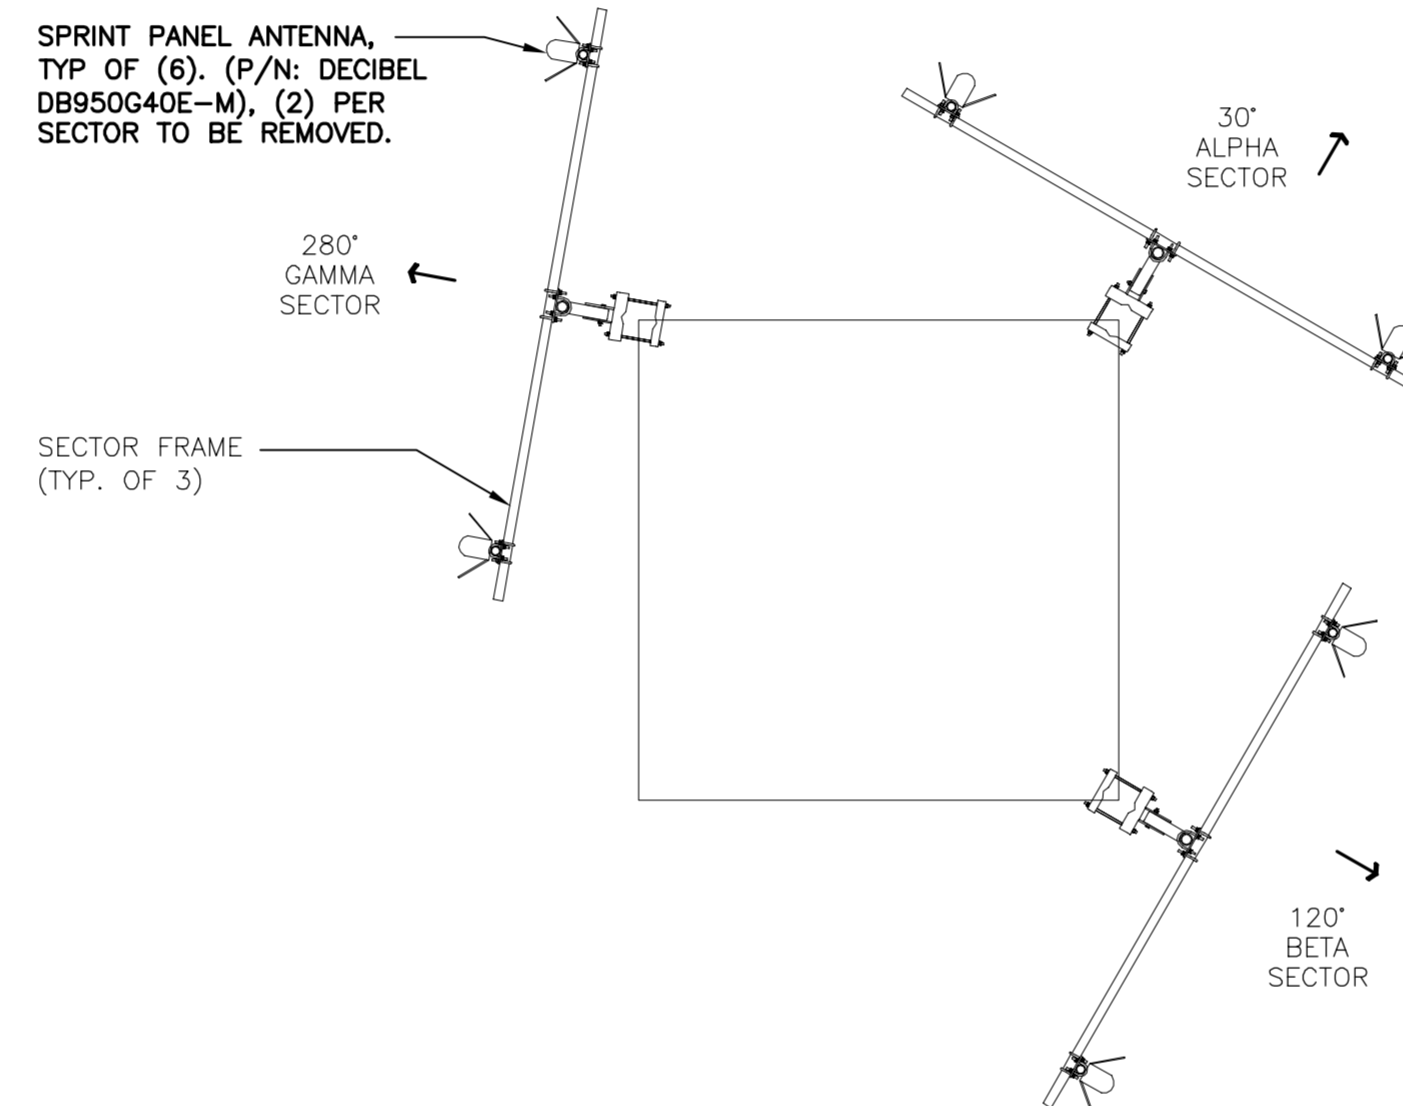 SPRINT PANEL ANTENNA,
TYP OF (6). (P/N: DECIBEL
DB950G40E-M), (2) PER
SECTOR TO BE REMOVED.
30°
ALPHA
SECTOR
280°
GAMMA
SECTOR
SECTOR FRAME
(TYP. OF 3)
120°
BETA
SECTOR